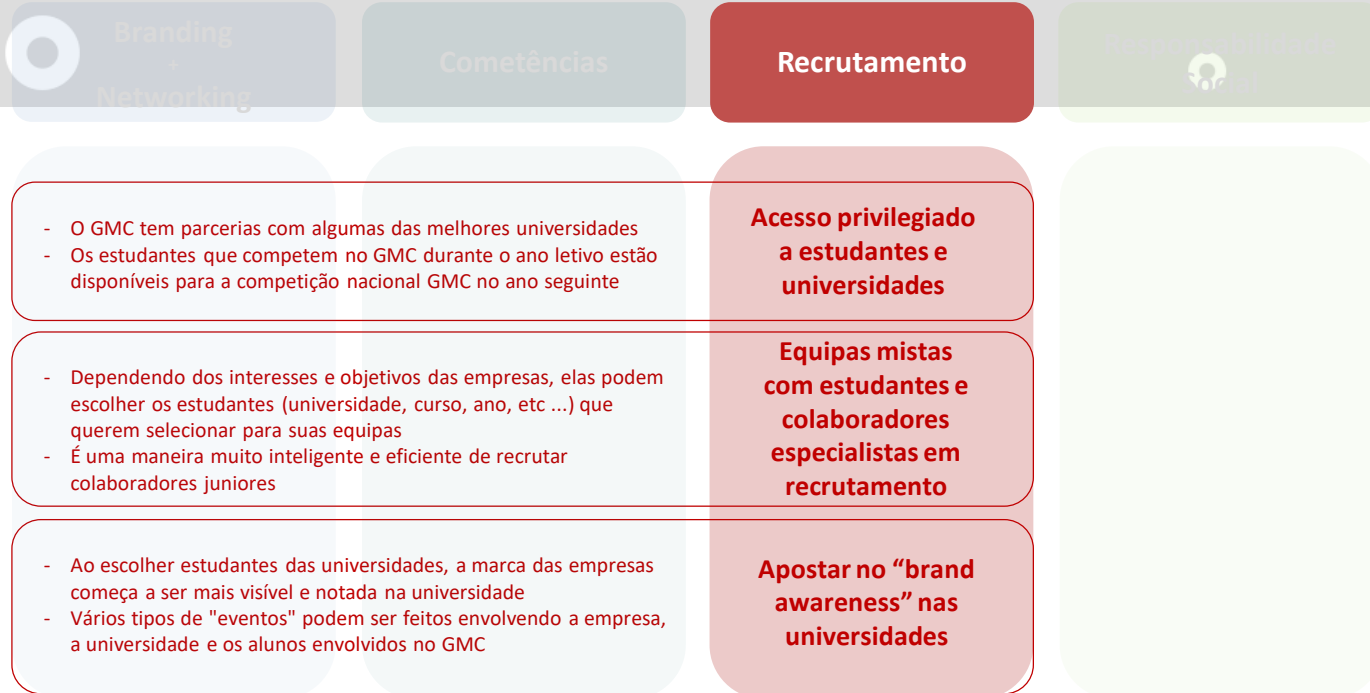 Branding
+
Networking
Cometências
Recrutamento
- O GMC tem parcerias com algumas das melhores universidades
- Os estudantes que competem no GMC durante o ano letivo estão
disponíveis para a competição nacional GMC no ano seguinte
Acesso privilegiado
a estudantes e
universidades
- Dependendo dos interesses e objetivos das empresas, elas podem
escolher os estudantes (universidade, curso, ano, etc ...) que
querem selecionar para suas equipas
- É uma maneira muito inteligente e eficiente de recrutar
colaboradores juniores
Equipas mistas
com estudantes e
colaboradores
especialistas em
recrutamento
- Ao escolher estudantes das universidades, a marca das empresas
começa a ser mais visível e notada na universidade
- Vários tipos de "eventos" podem ser feitos envolvendo a empresa,
a universidade e os alunos envolvidos no GMC
Apostar no “brand
awareness” nas
universidades